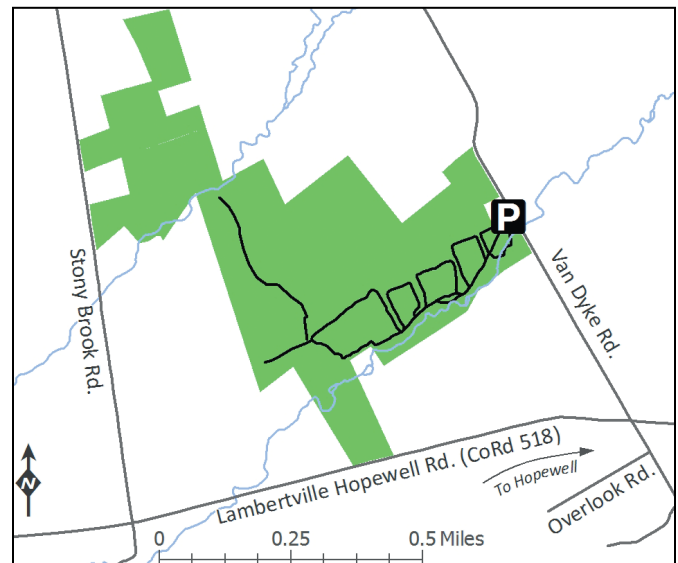 P
Van Dyke Rd.
Stony Brook Rd.
Lambertville Hopewell Rd. (CoRd 518)
To Hopewell
Overlook Rd.
N
0 0.25 0.5 Miles